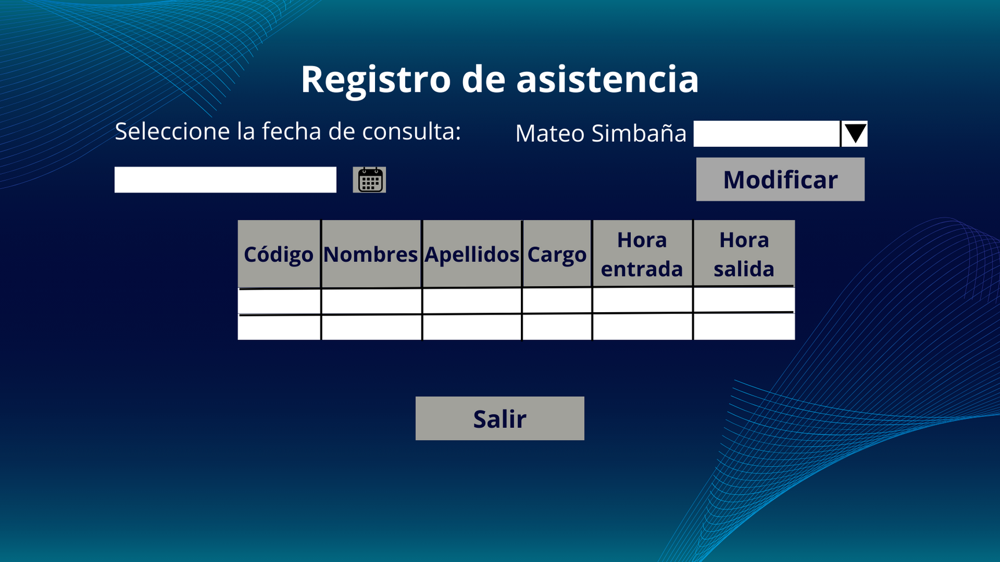 Registro de asistencia
Seleccione la fecha de consulta:
Mateo Simbaña
Modificar
Código Nombres Apellidos Cargo Hora entrada Hora salida
Salir